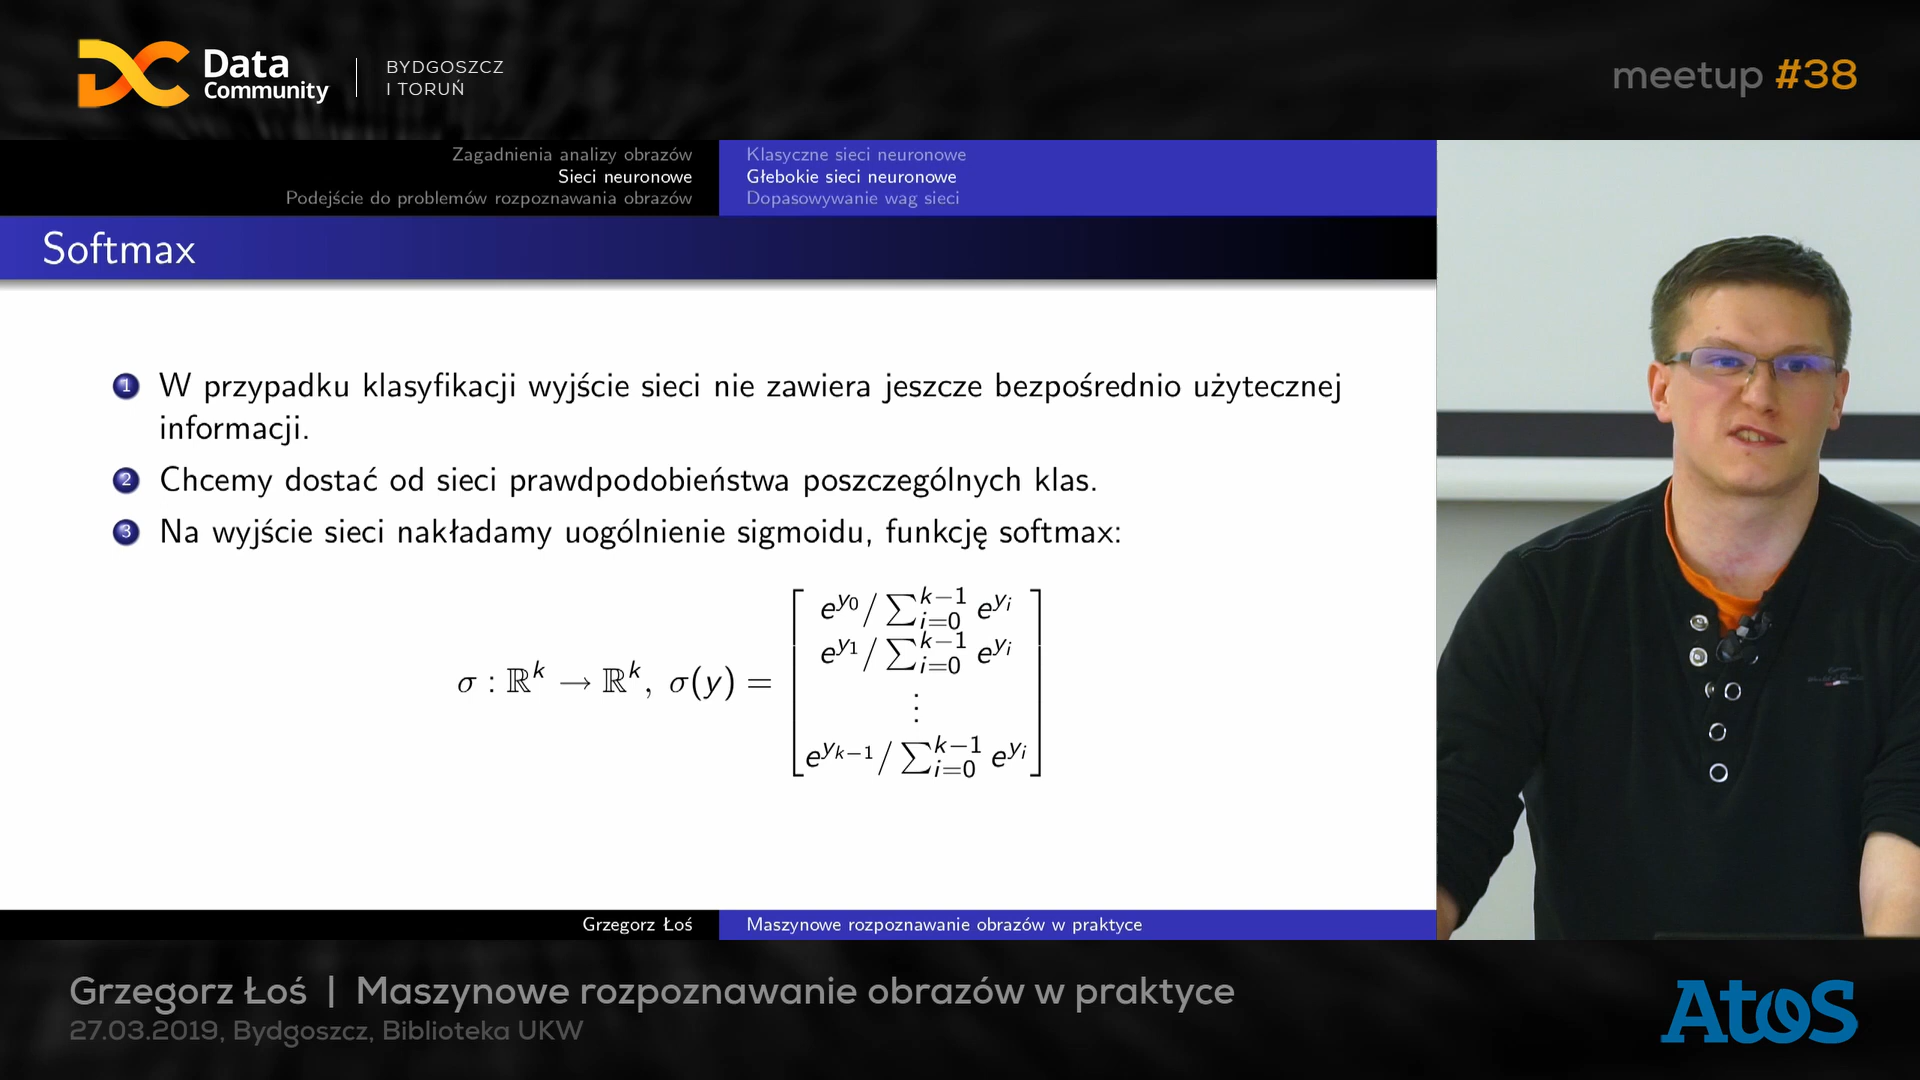 Data
Community
BYDGOSZCZ
I TORUŃ
meetup #38
Zagadnienia analizy obrazów
Sieci neuronowe
Podejście do problemów rozpoznawania obrazów
Klasyczne sieci neuronowe
Głebokie sieci neuronowe
Dopasowywanie wag sieci
Softmax
1 W przypadku klasyfikacji wyjście sieci nie zawiera jeszcze bezpośrednio użytecznej
informacji.
2 Chcemy dostać od sieci prawdpodobieństwa poszczególnych klas.
3 Na wyjście sieci nakładamy uogólnienie sigmoidu, funkcję softmax:
σ : ℝ^k → ℝ^k, σ(y) =
e^{y_0} / ∑_{i=0}^{k−1} e^{y_i}
e^{y_1} / ∑_{i=0}^{k−1} e^{y_i}
⋮
e^{y_{k−1}} / ∑_{i=0}^{k−1} e^{y_i}
Grzegorz Łoś
Maszynowe rozpoznawanie obrazów w praktyce
Grzegorz Łoś | Maszynowe rozpoznawanie obrazów w praktyce
27.03.2019, Bydgoszcz, Biblioteka UKW
Atos